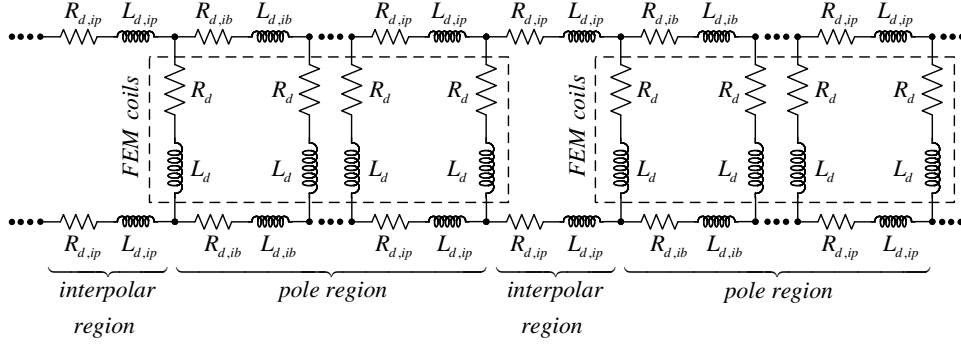 R_{d,ip} L_{d,ip} R_{d,ib} L_{d,ib} R_{d,ip} L_{d,ip} R_{d,ip} L_{d,ip} R_{d,ib} L_{d,ib} R_{d,ip} L_{d,ip}
FEM coils R_d R_d R_d R_d FEM coils R_d R_d R_d R_d
L_d L_d L_d L_d L_d L_d L_d L_d
R_{d,ip} L_{d,ip} R_{d,ib} L_{d,ib} R_{d,ip} L_{d,ip} R_{d,ip} L_{d,ip} R_{d,ib} L_{d,ib} R_{d,ip} L_{d,ip}
interpolar pole region interpolar pole region
region region